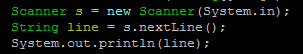 Scanner s = new Scanner(System.in);
String line = s.nextLine();
System.out.println(line);